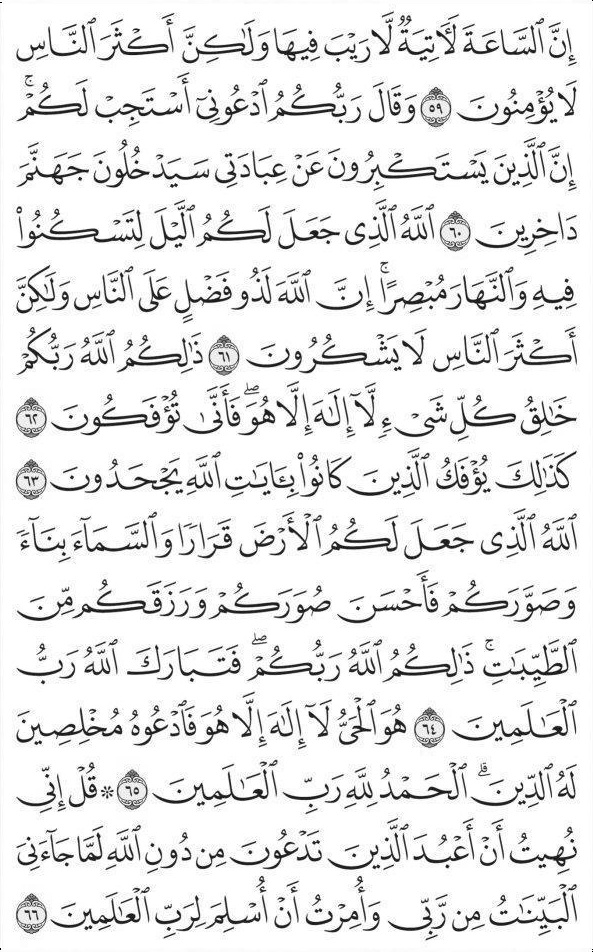 إِنَّ ٱلسَّاعَةَ لَـَٔاتِيَةٌ لَّا رَيْبَ فِيهَا وَلَـٰكِنَّ أَكْثَرَ ٱلنَّاسِ
لَا يُؤْمِنُونَ ٥٩ وَقَالَ رَبُّكُمُ ٱدْعُونِىٓ أَسْتَجِبْ لَكُمْ ۚ
إِنَّ ٱلَّذِينَ يَسْتَكْبِرُونَ عَنْ عِبَادَتِى سَيَدْخُلُونَ جَهَنَّمَ
دَاخِرِينَ ٦٠ ٱللَّهُ ٱلَّذِى جَعَلَ لَكُمُ ٱلَّيْلَ لِتَسْكُنُوا۟
فِيهِ وَٱلنَّهَارَ مُبْصِرًا ۚ إِنَّ ٱللَّهَ لَذُو فَضْلٍ عَلَى ٱلنَّاسِ وَلَـٰكِنَّ
أَكْثَرَ ٱلنَّاسِ لَا يَشْكُرُونَ ٦١ ذَٰلِكُمُ ٱللَّهُ رَبُّكُمْ
خَـٰلِقُ كُلِّ شَىْءٍ لَّآ إِلَـٰهَ إِلَّا هُوَ ۖ فَأَنَّىٰ تُؤْفَكُونَ ٦٢
كَذَٰلِكَ يُؤْفَكُ ٱلَّذِينَ كَانُوا۟ بِـَٔايَـٰتِ ٱللَّهِ يَجْحَدُونَ ٦٣
ٱللَّهُ ٱلَّذِى جَعَلَ لَكُمُ ٱلْأَرْضَ قَرَارًا وَٱلسَّمَآءَ بِنَآءً
وَصَوَّرَكُمْ فَأَحْسَنَ صُوَرَكُمْ وَرَزَقَكُم مِّنَ
ٱلطَّيِّبَـٰتِ ۚ ذَٰلِكُمُ ٱللَّهُ رَبُّكُمْ ۖ فَتَبَارَكَ ٱللَّهُ رَبُّ
ٱلْعَـٰلَمِينَ ٦٤ هُوَ ٱلْحَىُّ لَآ إِلَـٰهَ إِلَّا هُوَ فَٱدْعُوهُ مُخْلِصِينَ
لَهُ ٱلدِّينَ ۗ ٱلْحَمْدُ لِلَّهِ رَبِّ ٱلْعَـٰلَمِينَ ٦٥ ۞ قُلْ إِنِّى
نُهِيتُ أَنْ أَعْبُدَ ٱلَّذِينَ تَدْعُونَ مِن دُونِ ٱللَّهِ لَمَّا جَآءَنِىَ
ٱلْبَيِّنَـٰتُ مِن رَّبِّى وَأُمِرْتُ أَنْ أُسْلِمَ لِرَبِّ ٱلْعَـٰلَمِينَ ٦٦